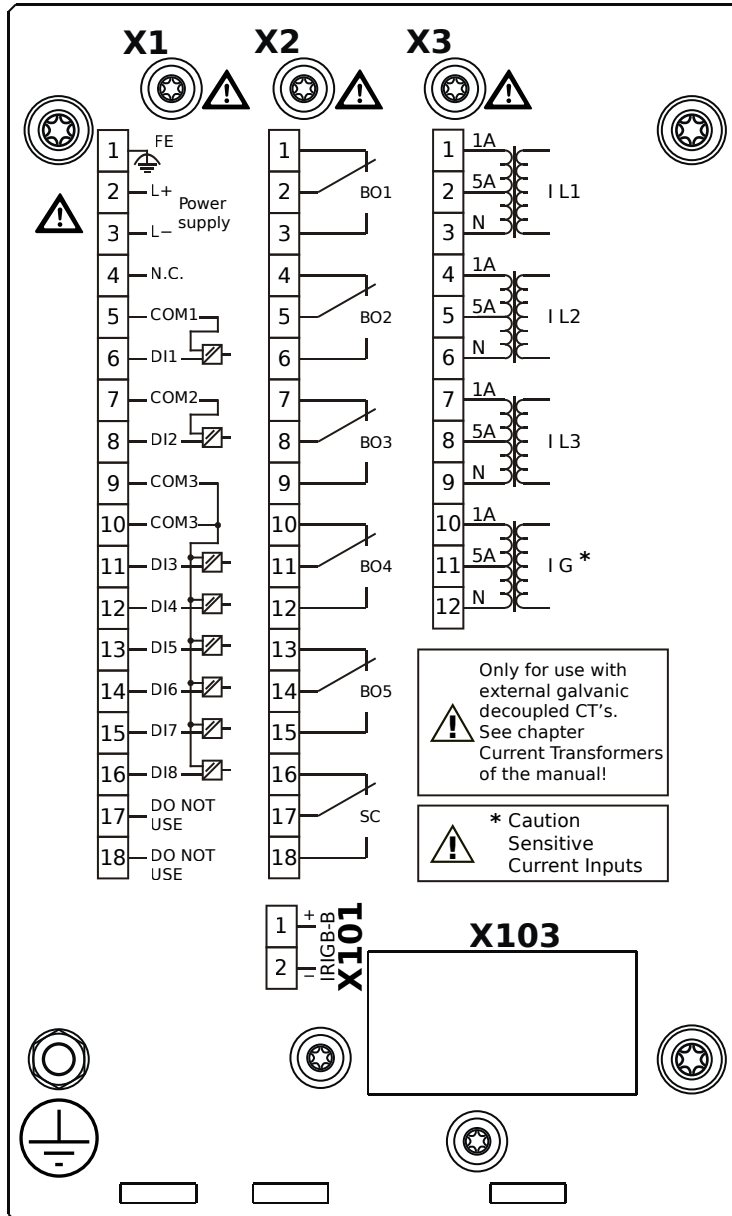 X1
X2
X3
1 FE
2 L+
3 L−
Power
supply
4 N.C.
5 COM1
6 DI1
7 COM2
8 DI2
9 COM3
10 COM3
11 DI3
12 DI4
13 DI5
14 DI6
15 DI7
16 DI8
17 DO NOT
USE
18 DO NOT
USE
1
2 BO1
3
4
5 BO2
6
7
8 BO3
9
10
11 BO4
12
13
14 BO5
15
16
17 SC
18
1 1A
2 5A I L1
3 N
4 1A
5 5A I L2
6 N
7 1A
8 5A I L3
9 N
10 1A
11 5A I G *
12 N
!
Only for use with
external galvanic
decoupled CT's.
See chapter
Current Transformers
of the manual!
* Caution
Sensitive
Current Inputs
1 +
2 −
IRIGB-B
X101
X103